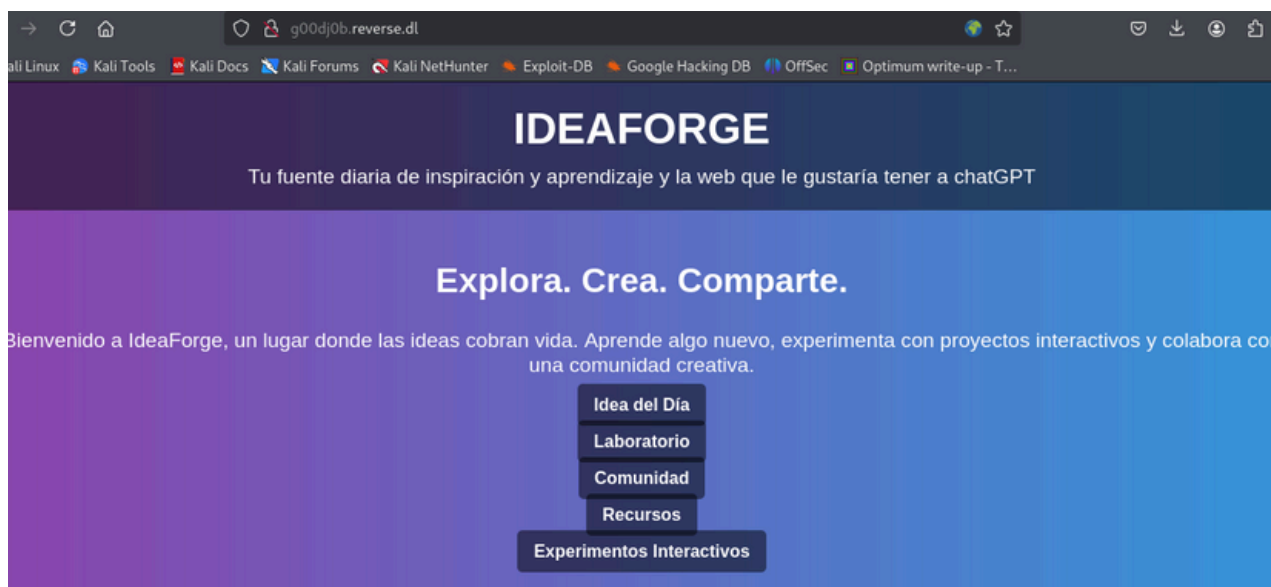 g00dj0b.reverse.dl
ali Linux Kali Tools Kali Docs Kali Forums Kali NetHunter Exploit-DB Google Hacking DB OffSec Optimum write-up - T...
IDEAFORGE
Tu fuente diaria de inspiración y aprendizaje y la web que le gustaría tener a chatGPT
Explora. Crea. Comparte.
Bienvenido a IdeaForge, un lugar donde las ideas cobran vida. Aprende algo nuevo, experimenta con proyectos interactivos y colabora co
una comunidad creativa.
Idea del Día
Laboratorio
Comunidad
Recursos
Experimentos Interactivos